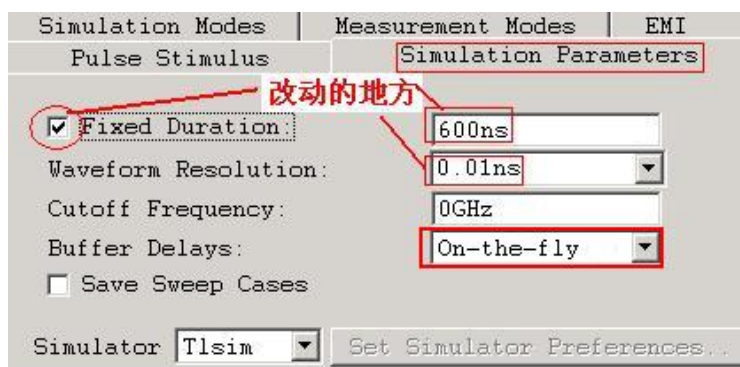 Simulation Modes Measurement Modes EMI
Pulse Stimulus Simulation Parameters
改动的地方
Fixed Duration: 600ns
Waveform Resolution: 0.01ns
Cutoff Frequency: 0GHz
Buffer Delays: On-the-fly
Save Sweep Cases
Simulator Tlsim Set Simulator Preferences..